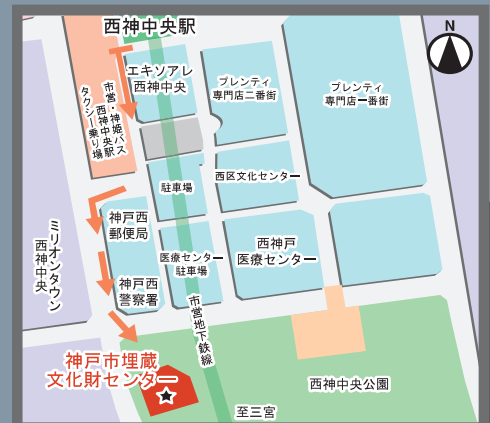 西神中央駅
N
エキソアレ
西神中央
プレンティ
専門店二番街
プレンティ
専門店一番街
市営・神姫バス
西神中央駅
タクシー乗り場
駐車場
西区文化センター
神戸西
郵便局
ミリオンタウン
西神中央
医療センター
駐車場
西神戸
医療センター
神戸西
警察署
市営地下鉄線
神戸市埋蔵
文化財センター
西神中央公園
至三宮